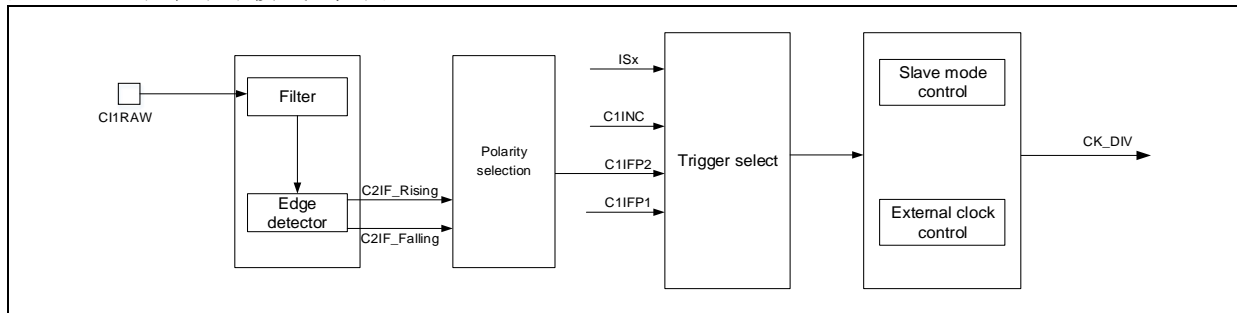 CI1RAW
Filter
Edge
detector
C2IF_Rising
C2IF_Falling
Polarity
selection
ISx
C1INC
C1IFP2
C1IFP1
Trigger select
Slave mode
control
External clock
control
CK_DIV